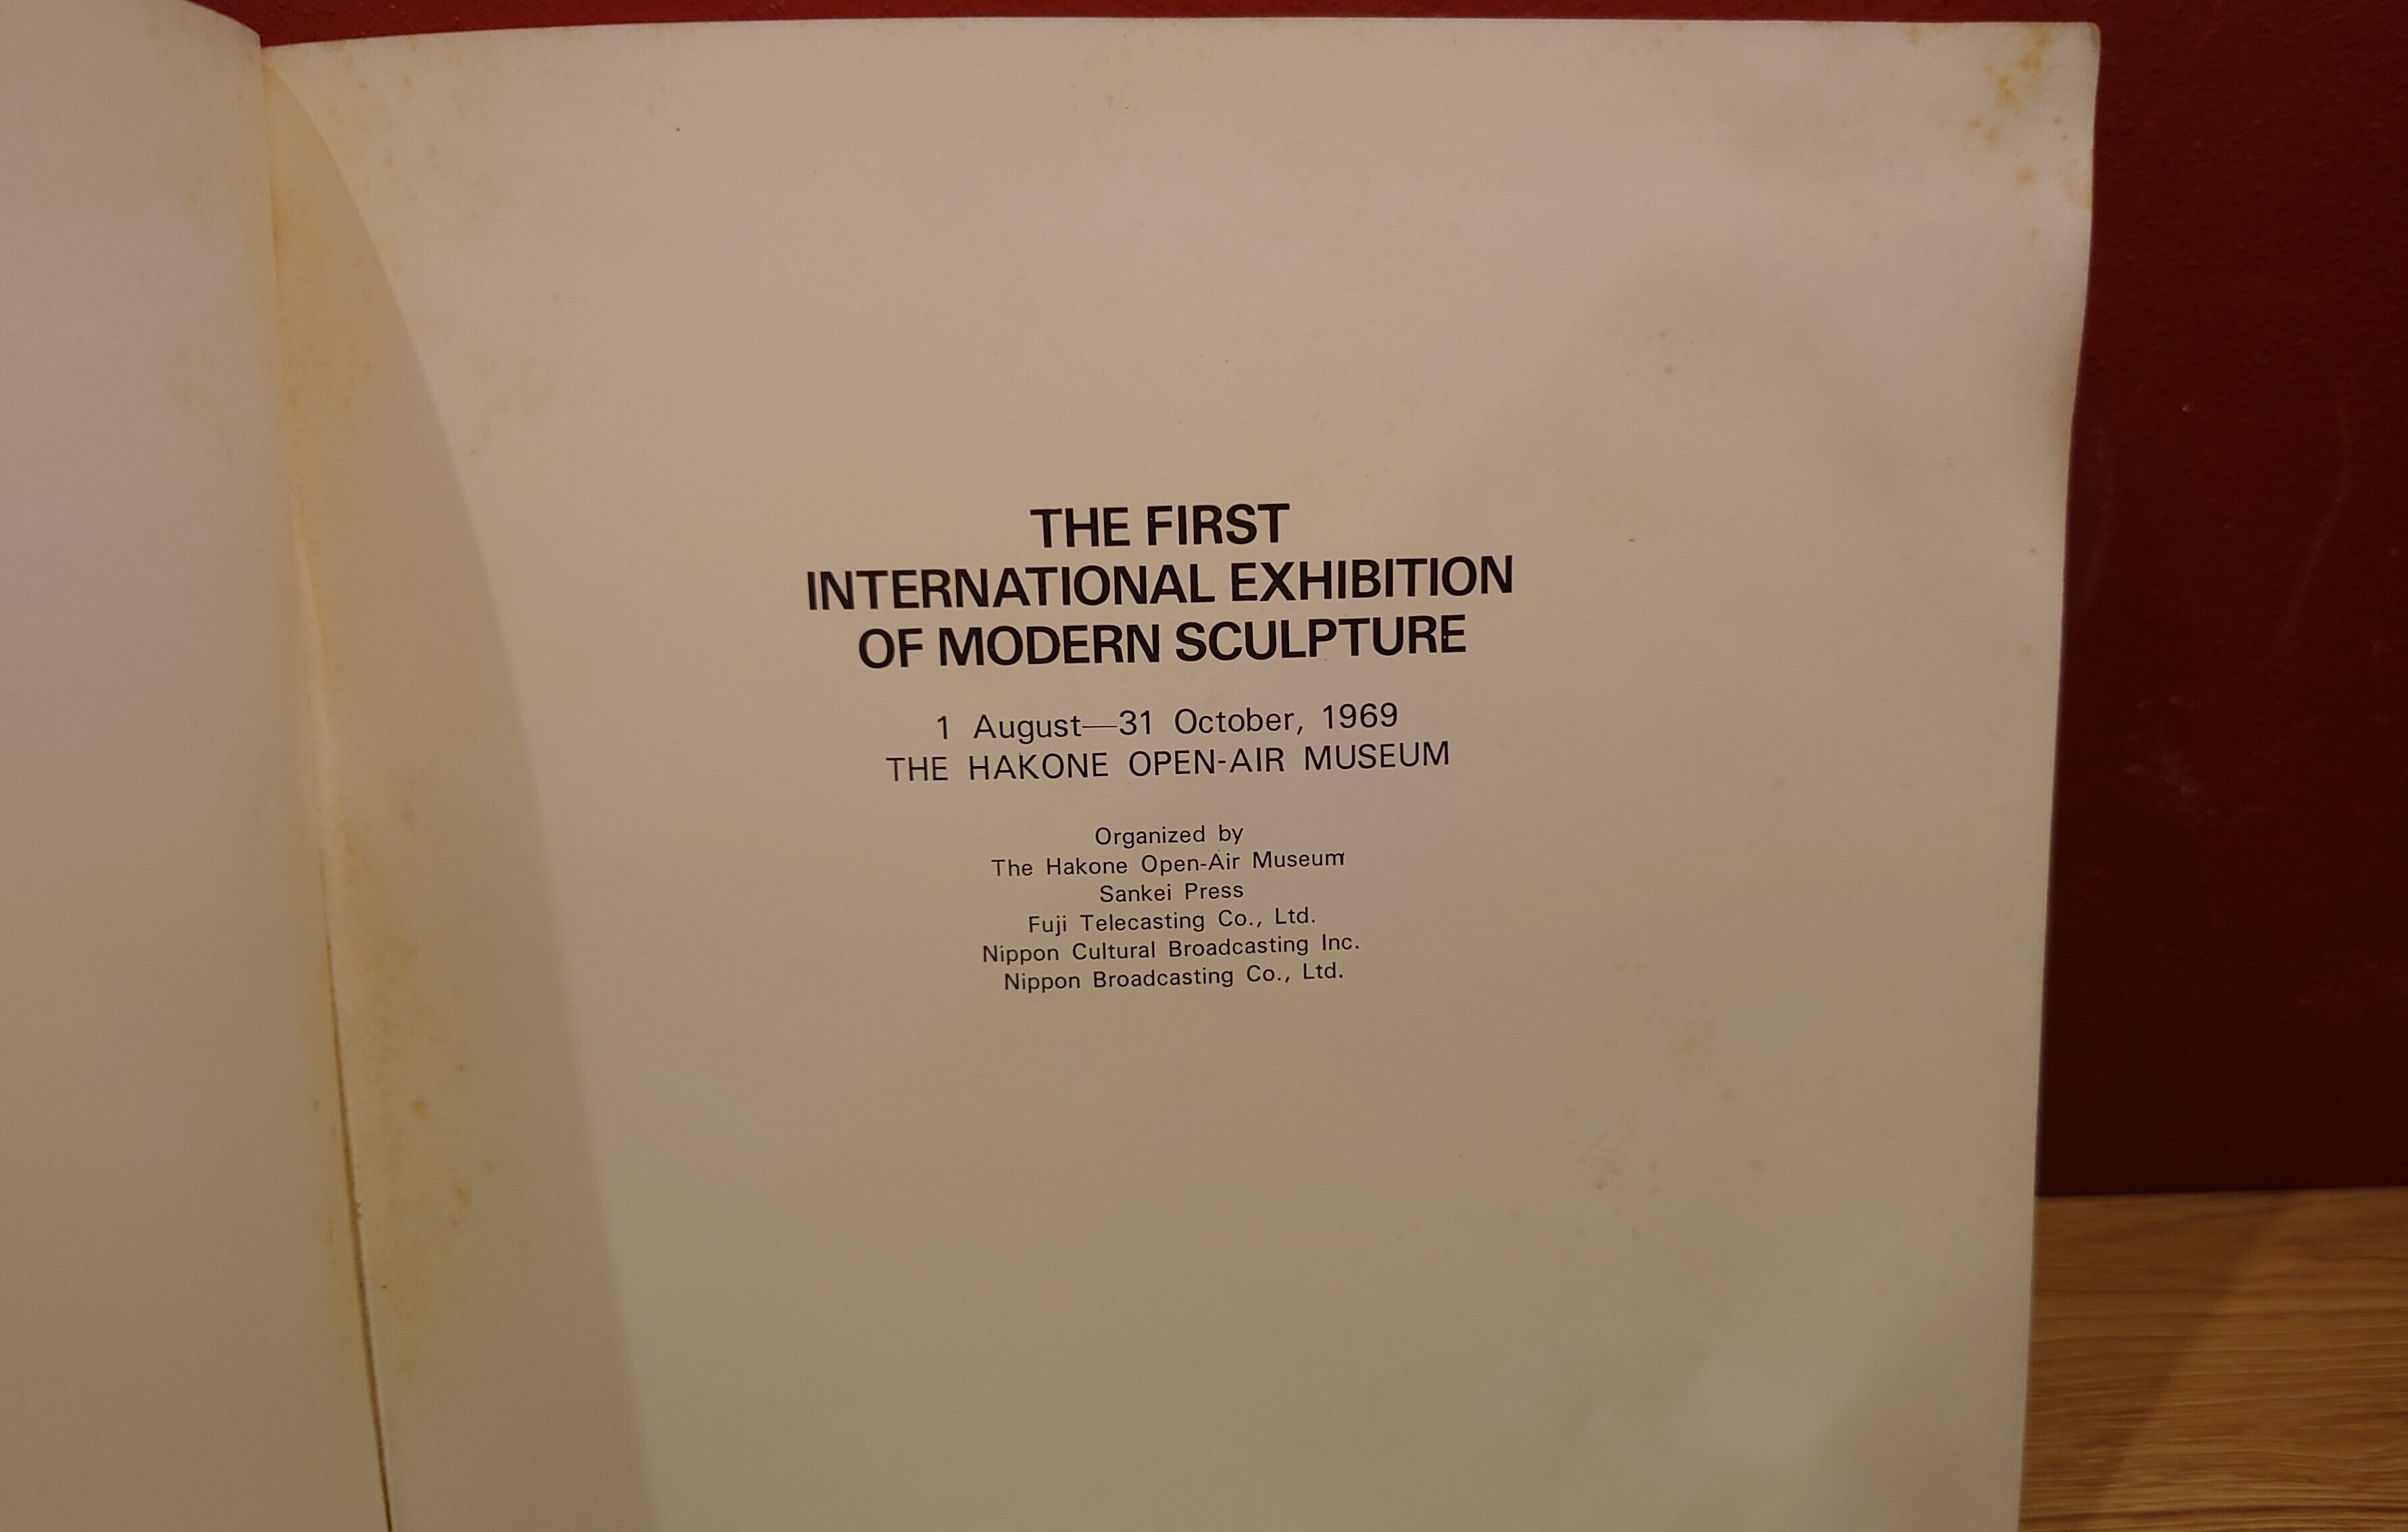 THE FIRST
INTERNATIONAL EXHIBITION
OF MODERN SCULPTURE
1 August—31 October, 1969
THE HAKONE OPEN-AIR MUSEUM
Organized by
The Hakone Open-Air Museum
Sankei Press
Fuji Telecasting Co., Ltd.
Nippon Cultural Broadcasting Inc.
Nippon Broadcasting Co., Ltd.